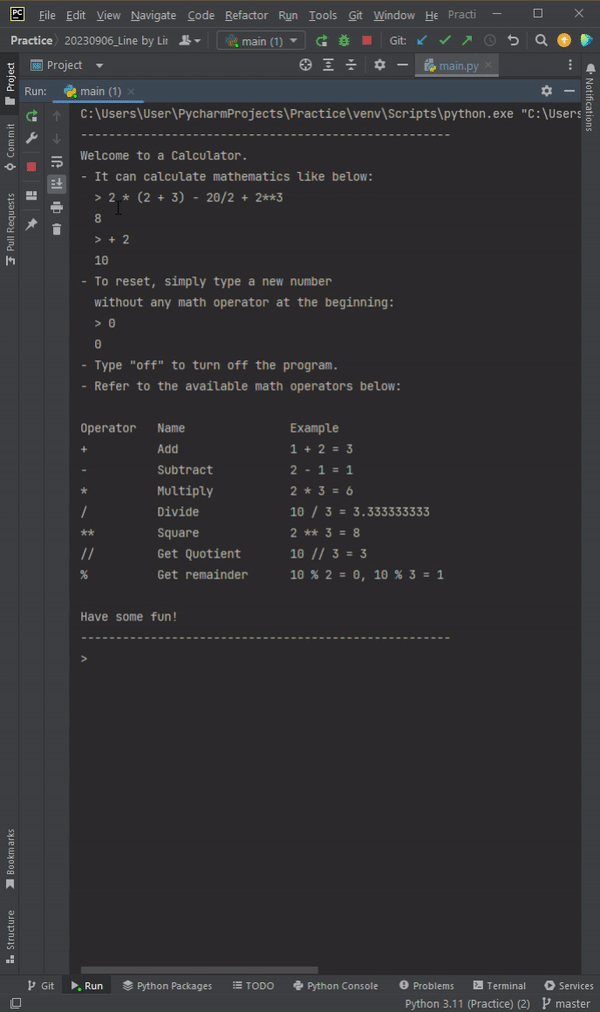 PC File Edit View Navigate Code Refactor Run Tools Git Window He Practi
Practice 20230906_Line by Lin main (1) Git:
Project main.py
Run: main (1)
C:\Users\User\PycharmProjects\Practice\venv\Scripts\python.exe "C:\Users
-----------------------------------------------------
Welcome to a Calculator.
- It can calculate mathematics like below:
> 2 * (2 + 3) - 20/2 + 2**3
8
> + 2
10
- To reset, simply type a new number
without any math operator at the beginning:
> 0
0
- Type "off" to turn off the program.
- Refer to the available math operators below:
Operator Name Example
+ Add 1 + 2 = 3
- Subtract 2 - 1 = 1
* Multiply 2 * 3 = 6
/ Divide 10 / 3 = 3.333333333
** Square 2 ** 3 = 8
// Get Quotient 10 // 3 = 3
% Get remainder 10 % 2 = 0, 10 % 3 = 1
Have some fun!
-----------------------------------------------------
>
Project
Commit
Pull Requests
Bookmarks
Structure
Notifications
Git Run Python Packages TODO Python Console Problems Terminal Services
Python 3.11 (Practice) (2) master